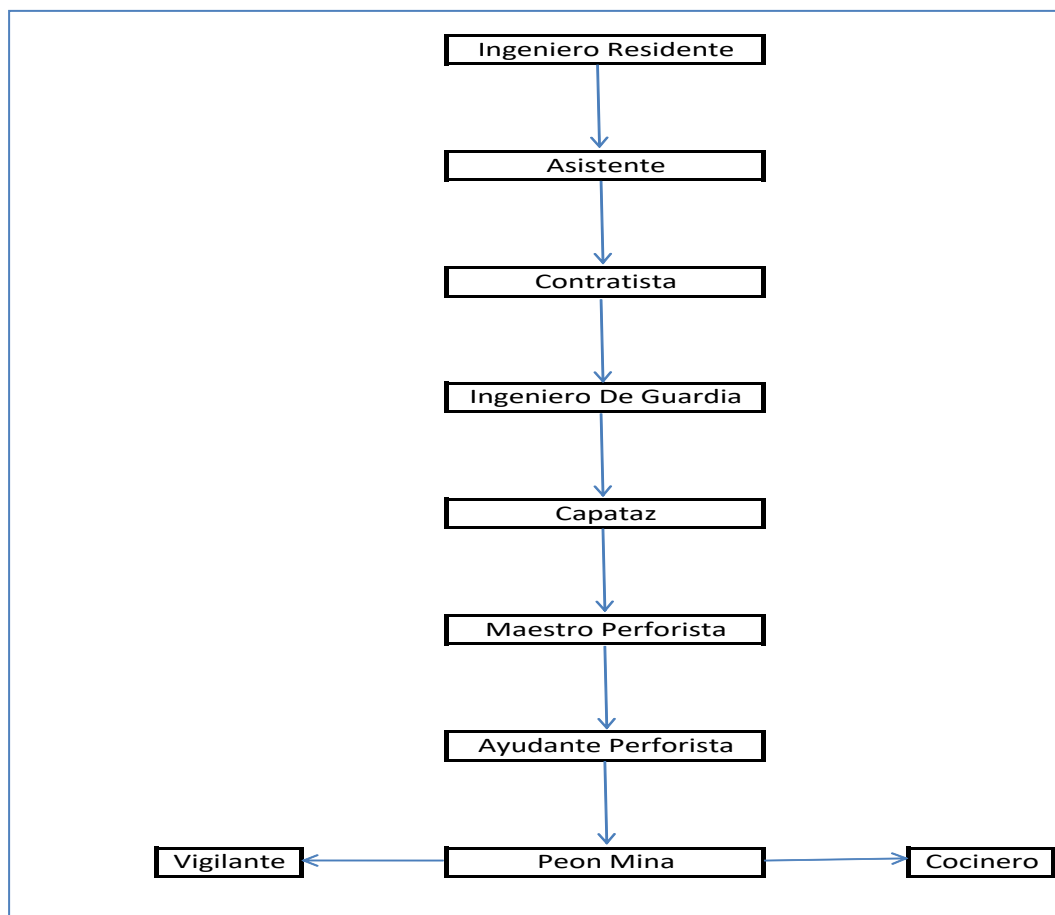 Ingeniero Residente
Asistente
Contratista
Ingeniero De Guardia
Capataz
Maestro Perforista
Ayudante Perforista
Vigilante
Peon Mina
Cocinero